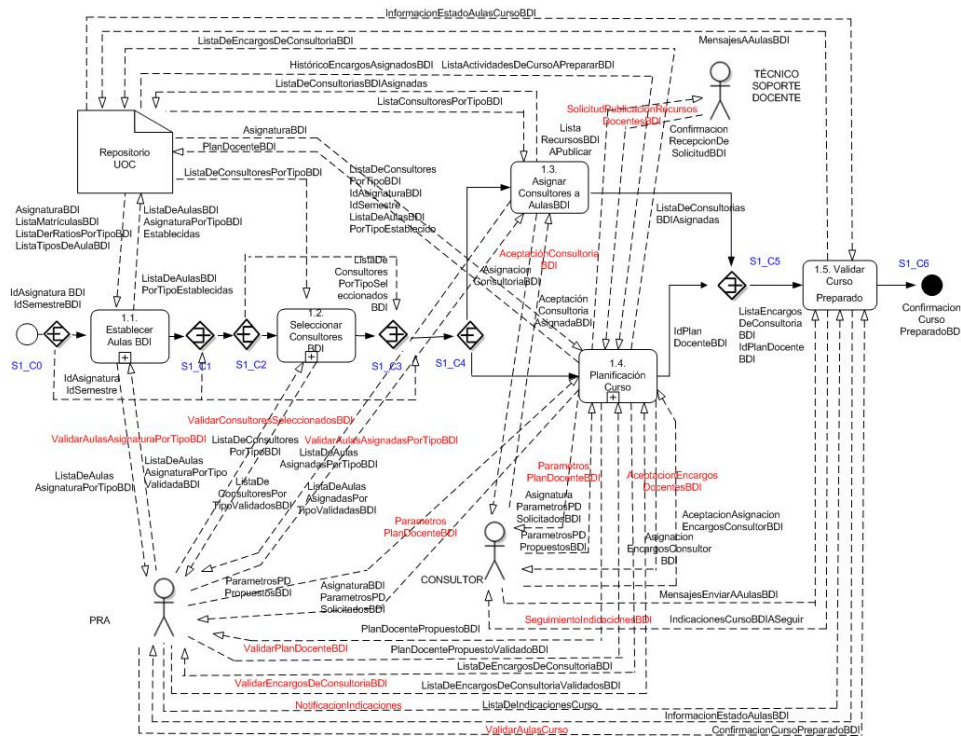 InformacionEstadoAulasCursoBDI
ListaDeEncargosDeConsultoriaBDI
MensajesAAulasBDI
HistóricoEncargosAsignadosBDI
ListaActividadesDeCursoAPrepararBDI
ListaDeConsultoriasBDIAsignadas
ListaConsultoresPorTipoBDI
TÉCNICO
SOPORTE
DOCENTE
SolicitudPublicacionRecursos
DocentesBDI
AsignaturaBDI
PlanDocenteBDI
Lista
RecursosBDI
APublicar
Confirmacion
RecepcionDe
SolicitudBDI
Repositorio
UOC
ListaDeConsultoresPorTipoBDI
ListaDeConsultores
PorTipoBDI
IdAsignaturaBDI
IdSemestre
ListaDeAulasBDI
PorTipoEstablecido
1.3.
Asignar
Consultores a
AulasBDI
ListaDeConsultorias
BDIAsignadas
AsignaturaBDI
ListaMatrículasBDI
ListaDerRatiosPorTipoBDI
ListaTiposDeAulaBDI
ListaDeAulasBDI
AsignaturaPorTipoBDI
Establecidas
AceptaciónConsultoria
BDI
ListaDe
Consultores
PorTipoSel
eccionados
BDI
Asignacion
ConsultoriaBDI
ListaDeAulasBDI
PorTipoEstablecidas
Aceptación
Consultoria
AsignadaBDI
IdAsignatura BDI
IdSemestreBDI
S1_C5
1.5. Validar
Curso
Preparado
S1_C6
Confirmacion
Curso
PreparadoBDI
1.1.
Establecer
Aulas BDI
1.2.
Seleccionar
Consultores
BDI
ListaEncargos
DeConsultoria
BDI
IdPlanDocente
BDI
IdPlan
DocenteBDI
S1_C0
S1_C1
S1_C2
S1_C3
S1_C4
1.4.
Planificación
Curso
IdAsignatura
IdSemestre
ValidarConsultoresSeleccionadosBDI
ValidarAulasAsignaturaPorTipoBDI
ListaDeConsultores
PorTipoBDI
ValidarAulasAsignadasPorTipoBDI
ListaDeAulas
AsignadasPorTipoBDI
ListaDeAulas
AsignaturaPorTipoBDI
ListaDeAulas
AsignaturaPorTipo
ValidadaBDI
ListaDe
ConsultoresPor
TipoValidadosBDI
ListaDeAulas
AsignadasPor
TipoValidadasBDI
Parametros
PlanDocenteBDI
AceptacionEncargos
DocentesBDI
Asignatura
ParametrosPD
SolicitadosBDI
Parametros
PlanDocenteBDI
AceptacionAsignacion
EncargosConsultorBDI
ParametrosPD
PropuestosBDI
Asignacion
EncargosConsultor
BDI
CONSULTOR
ParametrosPD
PropuestosBDI
AsignaturaBDI
ParametrosPD
SolicitadosBDI
MensajesEnviarAAulasBDI
PRA
SeguimientoIndicacionesBDI
IndicacionesCursoBDIASeguir
PlanDocentePropuestoBDI
ValidarPlanDocenteBDI
PlanDocentePropuestoValidadoBDI
ListaDeEncargosDeConsultoriaBDI
ValidarEncargosDeConsultoriaBDI
ListaDeEncargosDeConsultoriaValidadosBDI
NotificacionIndicaciones
ListaDeIndicacionesCurso
InformacionEstadoAulasBDI
ValidarAulasCurso
ConfirmacionCursoPreparadoBDI